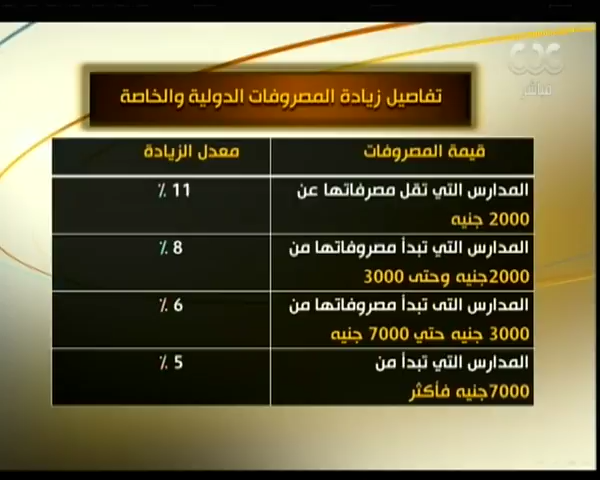 cbc
مباشر
تفاصيل زيادة المصروفات الدولية والخاصة
قيمة المصروفات
معدل الزيادة
المدارس التي تقل مصرفاتها عن
2000 جنيه
11 ٪
المدارس التي تبدأ مصروفاتها من
2000جنيه وحتى 3000
8 ٪
المدارس التى تبدأ مصروفاتها من
3000 جنيه حتي 7000 جنيه
6 ٪
المدارس التي تبدأ من
7000جنيه فأكثر
5 ٪